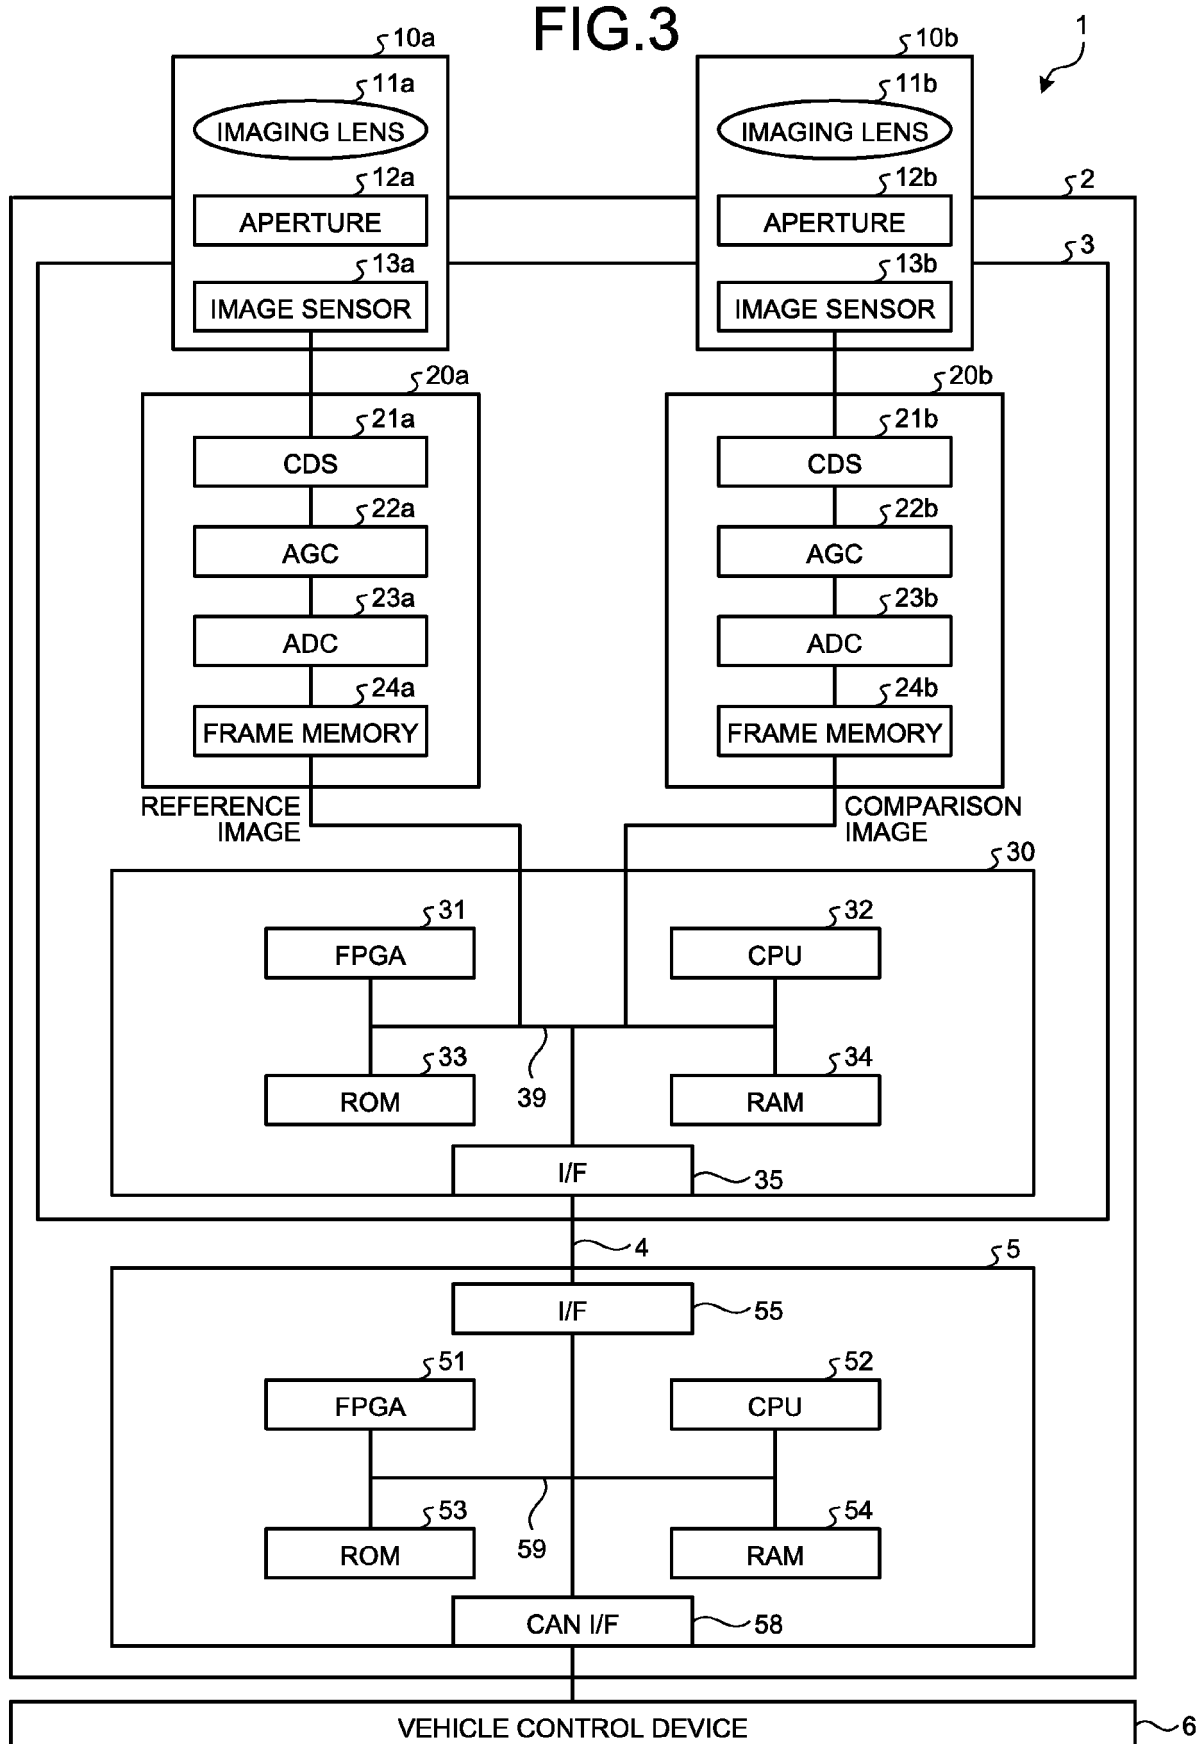 FIG.3
10a
10b
1
11a
11b
IMAGING LENS
IMAGING LENS
12a
12b
2
APERTURE
APERTURE
3
13a
13b
IMAGE SENSOR
IMAGE SENSOR
20a
20b
21a
21b
CDS
CDS
22a
22b
AGC
AGC
23a
23b
ADC
ADC
24a
24b
FRAME MEMORY
FRAME MEMORY
REFERENCE
IMAGE
COMPARISON
IMAGE
30
31
32
FPGA
CPU
33
39
34
ROM
RAM
I/F
35
4
5
I/F
55
51
52
FPGA
CPU
53
59
54
ROM
RAM
CAN I/F
58
VEHICLE CONTROL DEVICE
6